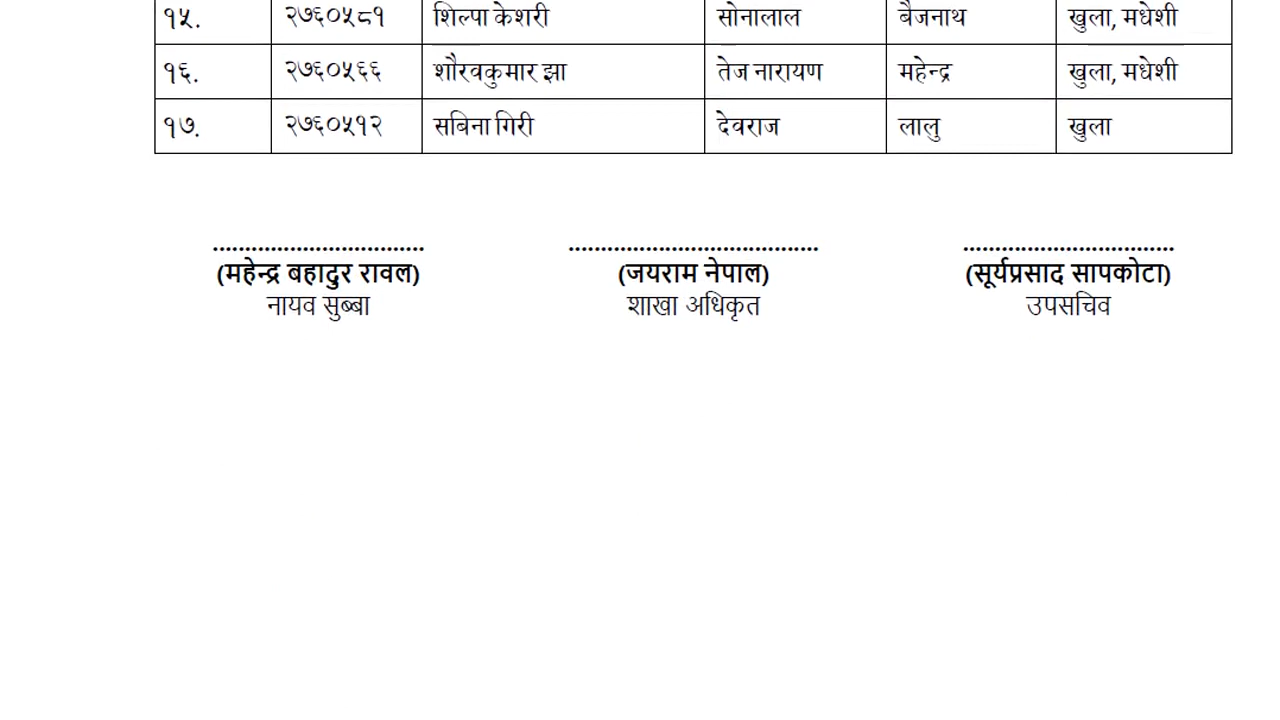 १५. २७६०५८१ शिल्पा केशरी सोनालाल बैजनाथ खुला, मधेशी
१६. २७६०५६६ शौरवकुमार झा तेज नारायण महेन्द्र खुला, मधेशी
१७. २७६०५१२ सबिना गिरी देवराज लालु खुला
................................. ....................................... .................................
(महेन्द्र बहादुर रावल) (जयराम नेपाल) (सूर्यप्रसाद सापकोटा)
नायव सुब्बा शाखा अधिकृत उपसचिव